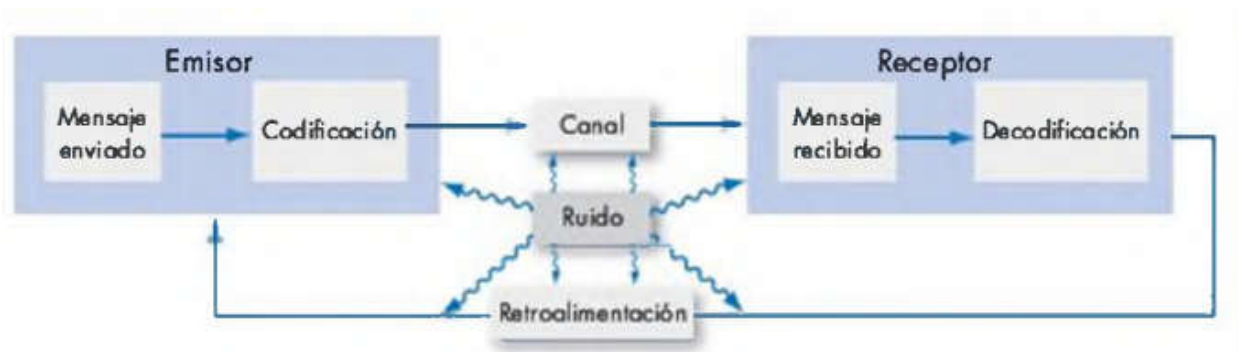 Emisor
Mensaje
enviado
Codificación
Canal
Receptor
Mensaje
recibido
Decodificación
Ruido
Retroalimentación